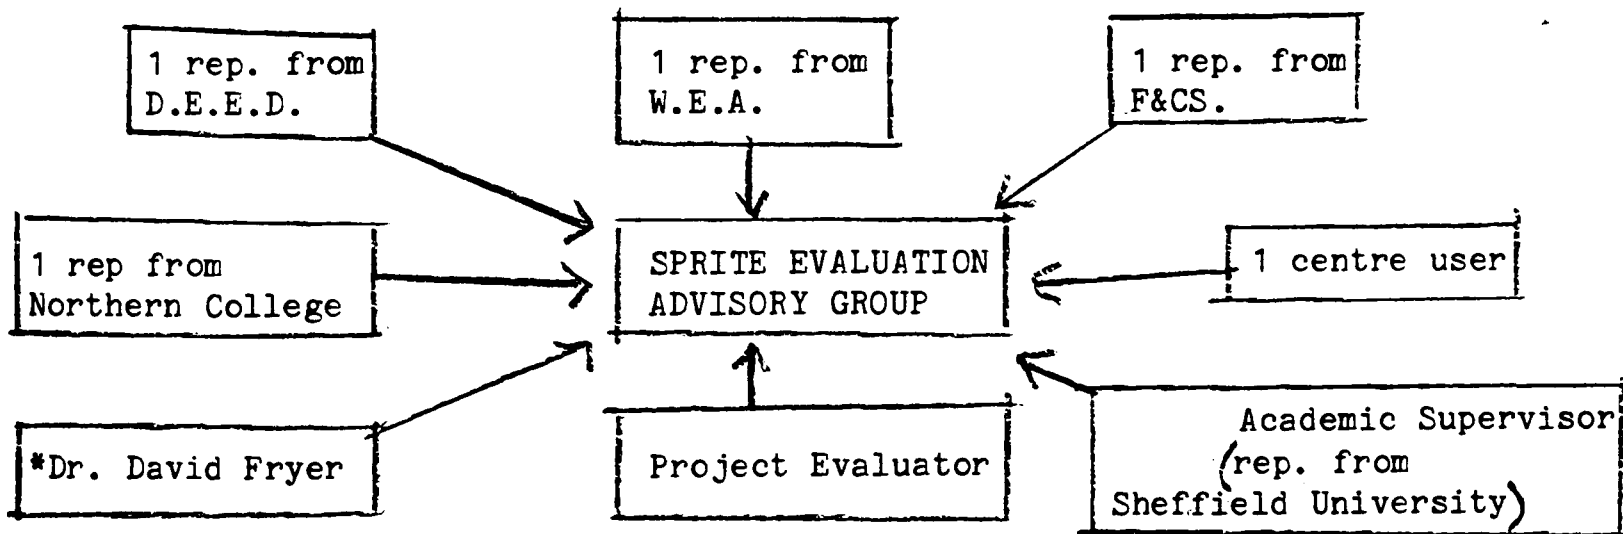 1 rep. from
D.E.E.D.
1 rep. from
W.E.A.
1 rep. from
F&CS.
1 rep from
Northern College
SPRITE EVALUATION
ADVISORY GROUP
1 centre user
*Dr. David Fryer
Project Evaluator
Academic Supervisor
(rep. from
Sheffield University)